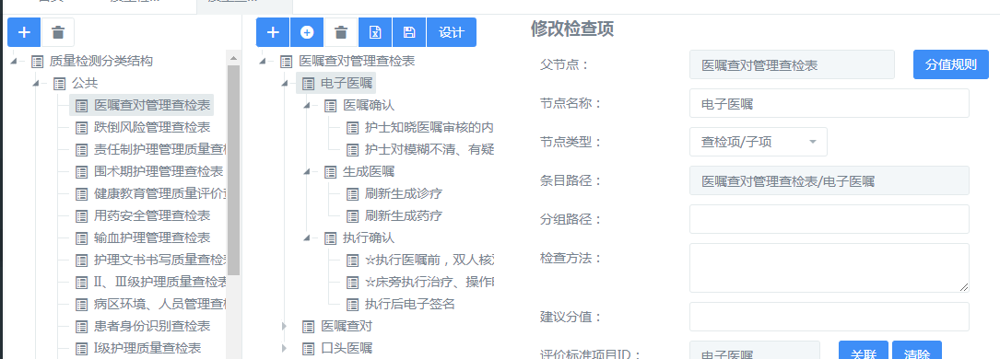 设计
质量检测分类结构
公共
医嘱查对管理查检表
跌倒风险管理查检表
责任制护理管理质量查检
围术期护理管理查检表
健康教育管理质量评价
用药安全管理查检表
输血护理管理查检表
护理文书书写质量查检
II、III级护理质量查检表
病区环境、人员管理查检
患者身份识别查检表
I级护理质量查检表
医嘱查对管理查检表
电子医嘱
医嘱确认
护士知晓医嘱审核的内
护士对模糊不清、有疑
生成医嘱
刷新生成诊疗
刷新生成药疗
执行确认
☆执行医嘱前，双人核
☆床旁执行治疗、操作
执行后电子签名
医嘱查对
口头医嘱
修改检查项
父节点： 医嘱查对管理查检表 分值规则
节点名称： 电子医嘱
节点类型： 查检项/子项
条目路径： 医嘱查对管理查检表/电子医嘱
分组路径：
检查方法：
建议分值：
评价标准项目ID： 电子医嘱 关联 清除